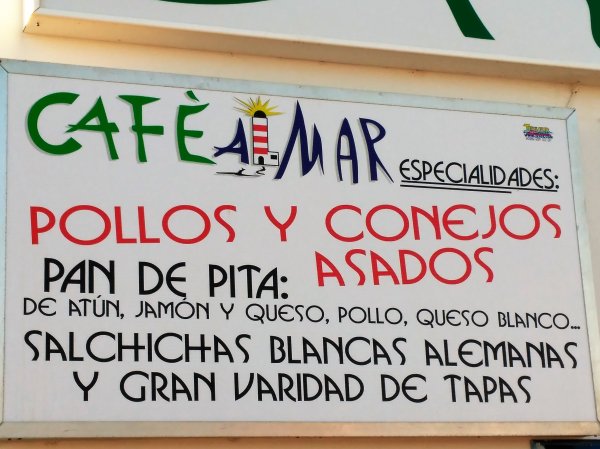 CAFÈ alMAR ESPECIALIDADES:
POLLOS Y CONEJOS
ASADOS
PAN DE PITA:
DE ATÚN, JAMÓN Y QUESO, POLLO, QUESO BLANCO...
SALCHICHAS BLANCAS ALEMANAS
Y GRAN VARIDAD DE TAPAS